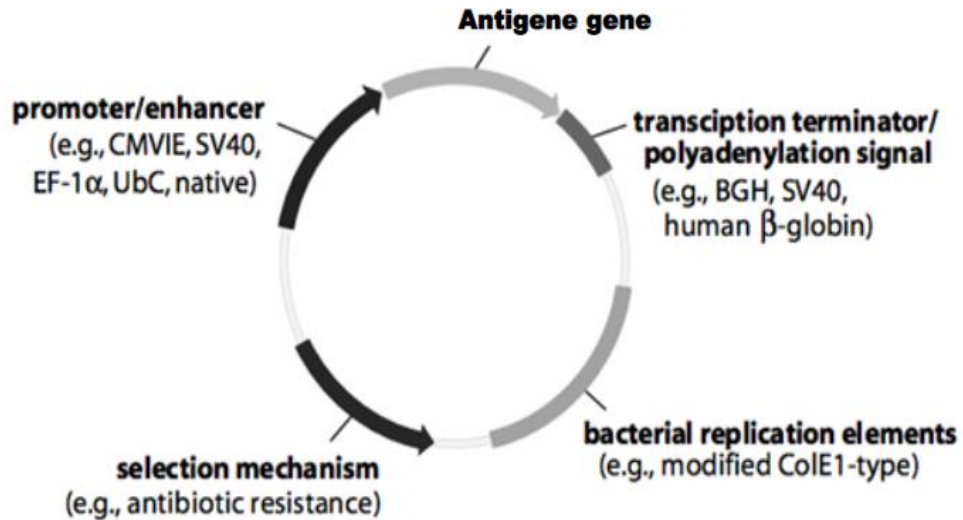 Antigene gene
promoter/enhancer
(e.g., CMVIE, SV40,
EF-1α, UbC, native)
transciption terminator/
polyadenylation signal
(e.g., BGH, SV40,
human β-globin)
bacterial replication elements
(e.g., modified ColE1-type)
selection mechanism
(e.g., antibiotic resistance)